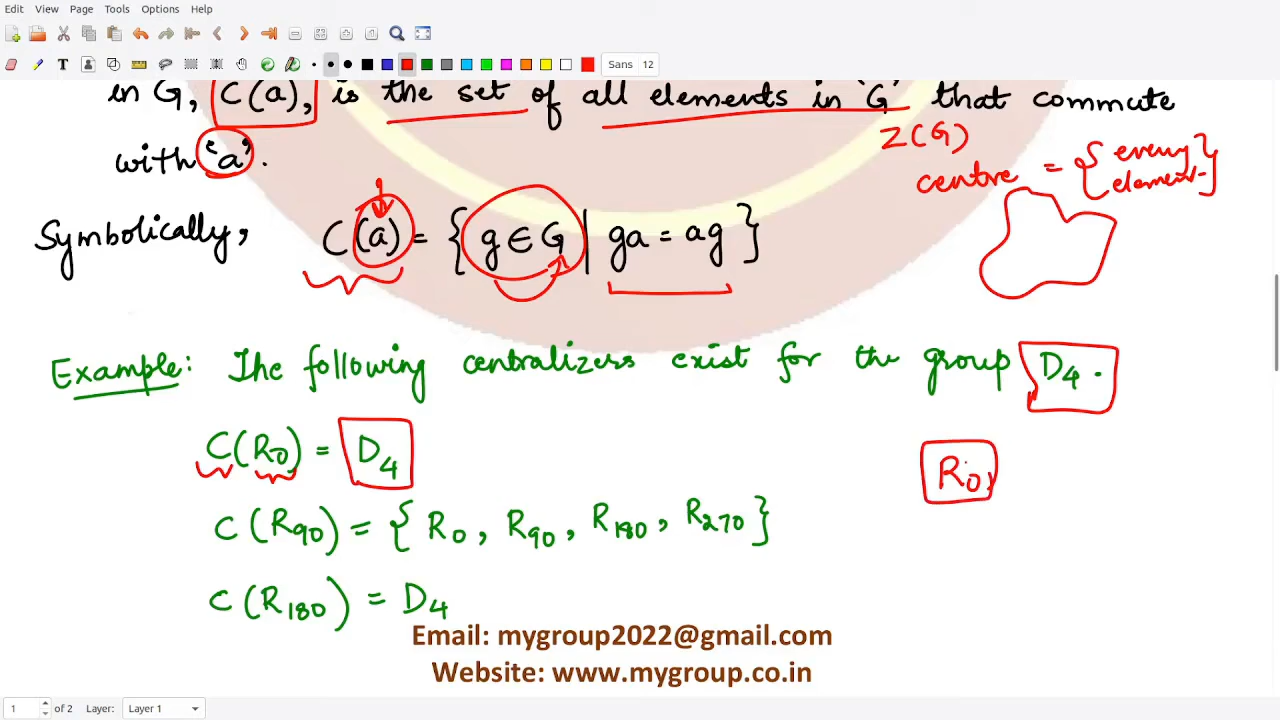 Edit View Page Tools Options Help
Sans 12
in G, C(a), is the set of all elements in 'G' that commute
with 'a'.
Z(G)
centre = { every element }
Symbolically, C(a) = { g ∈ G | ga = ag }
Example: The following centralizers exist for the group D4.
C(R0) = D4
R0,
C(R90) = { R0, R90, R180, R270 }
C(R180) = D4
Email: mygroup2022@gmail.com
Website: www.mygroup.co.in
1 of 2 Layer: Layer 1